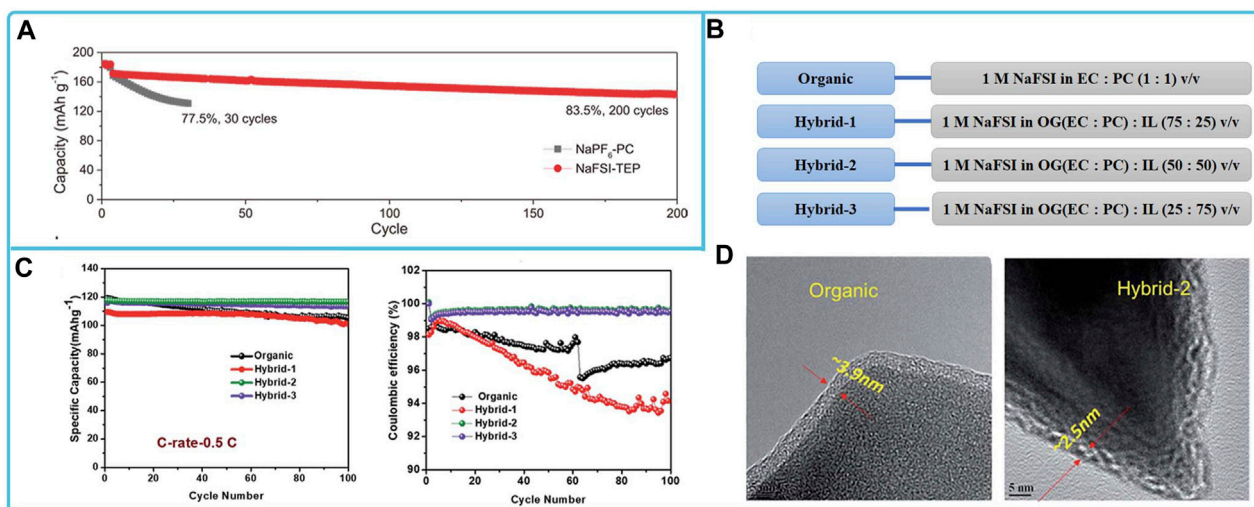 A
Capacity (mAh g⁻¹)
200
160
120
80
40
0
77.5%, 30 cycles
83.5%, 200 cycles
NaPF₆-PC
NaFSI-TEP
0
50
100
150
200
Cycle
B
Organic
1 M NaFSI in EC : PC (1 : 1) v/v
Hybrid-1
1 M NaFSI in OG(EC : PC) : IL (75 : 25) v/v
Hybrid-2
1 M NaFSI in OG(EC : PC) : IL (50 : 50) v/v
Hybrid-3
1 M NaFSI in OG(EC : PC) : IL (25 : 75) v/v
C
Specific Capacity(mAhg⁻¹)
140
120
100
80
60
40
20
0
Organic
Hybrid-1
Hybrid-2
Hybrid-3
C-rate-0.5 C
0
20
40
60
80
100
Cycle Number
Coulombic efficiency (%)
102
100
98
96
94
92
90
Organic
Hybrid-1
Hybrid-2
Hybrid-3
0
20
40
60
80
100
Cycle Number
D
Organic
~3.9nm
Hybrid-2
~2.5nm
5 nm